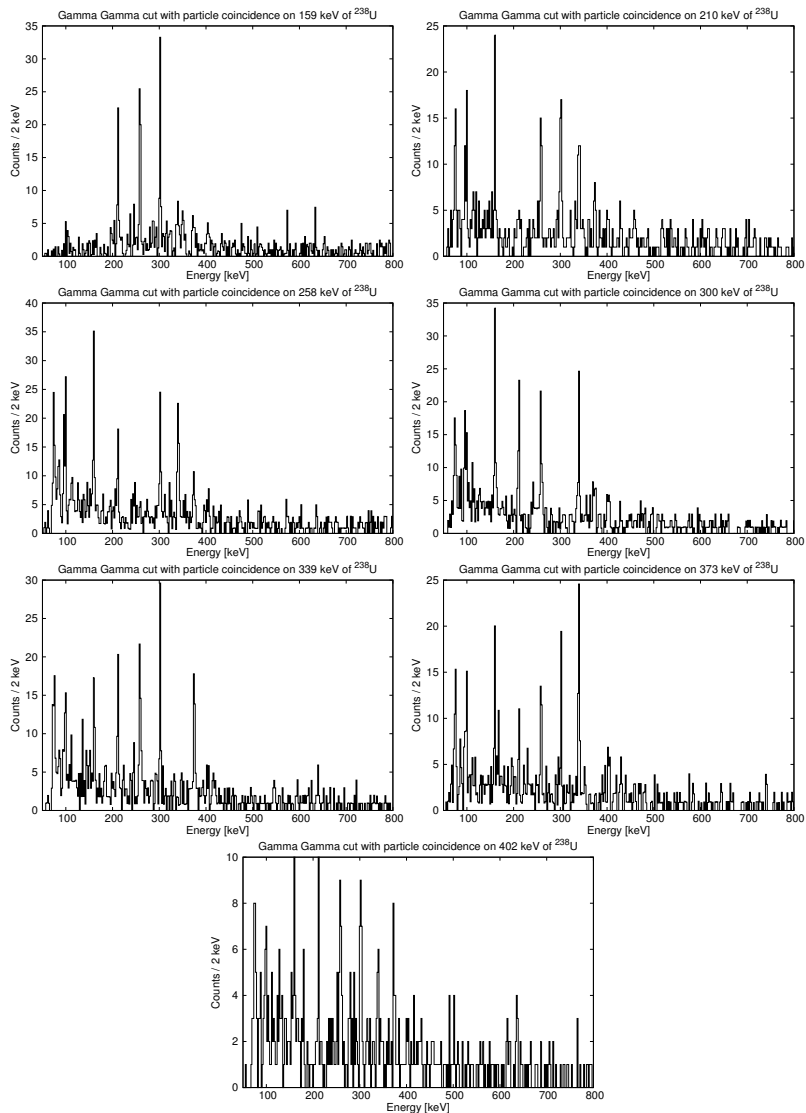 Gamma Gamma cut with particle coincidence on 159 keV of ²³⁸U
35
30
25
20
15
10
5
0
Counts / 2 keV
100 200 300 400 500 600 700 800
Energy [keV]
Gamma Gamma cut with particle coincidence on 210 keV of ²³⁸U
25
20
15
10
5
0
Counts / 2 keV
100 200 300 400 500 600 700 800
Energy [keV]
Gamma Gamma cut with particle coincidence on 258 keV of ²³⁸U
40
35
30
25
20
15
10
5
0
Counts / 2 keV
100 200 300 400 500 600 700 800
Energy [keV]
Gamma Gamma cut with particle coincidence on 300 keV of ²³⁸U
35
30
25
20
15
10
5
0
Counts / 2 keV
100 200 300 400 500 600 700 800
Energy [keV]
Gamma Gamma cut with particle coincidence on 339 keV of ²³⁸U
30
25
20
15
10
5
0
Counts / 2 keV
100 200 300 400 500 600 700 800
Energy [keV]
Gamma Gamma cut with particle coincidence on 373 keV of ²³⁸U
25
20
15
10
5
0
Counts / 2 keV
100 200 300 400 500 600 700 800
Energy [keV]
Gamma Gamma cut with particle coincidence on 402 keV of ²³⁸U
10
8
6
4
2
0
Counts / 2 keV
100 200 300 400 500 600 700 800
Energy [keV]